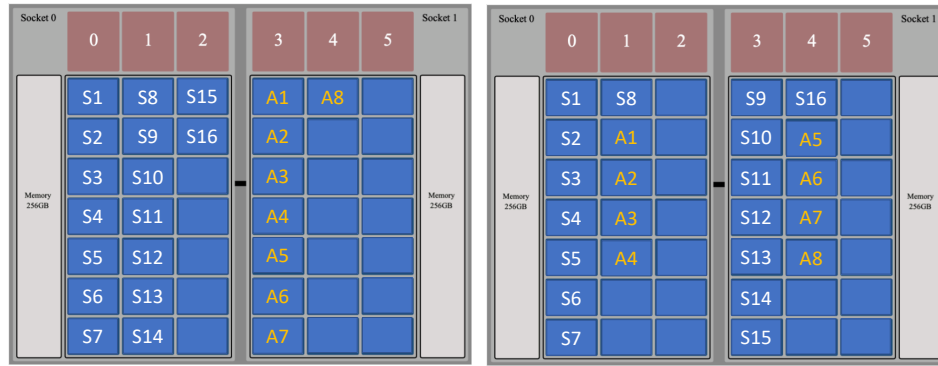 Socket 0 Socket 1
0 1 2 3 4 5
S1 S8 S15 A1 A8
S2 S9 S16 A2
S3 S10 A3
Memory
256GB
Memory
256GB
S4 S11 A4
S5 S12 A5
S6 S13 A6
S7 S14 A7
Socket 0 Socket 1
0 1 2 3 4 5
S1 S8 S9 S16
S2 A1 S10 A5
S3 A2 S11 A6
Memory
256GB
Memory
256GB
S4 A3 S12 A7
S5 A4 S13 A8
S6 S14
S7 S15